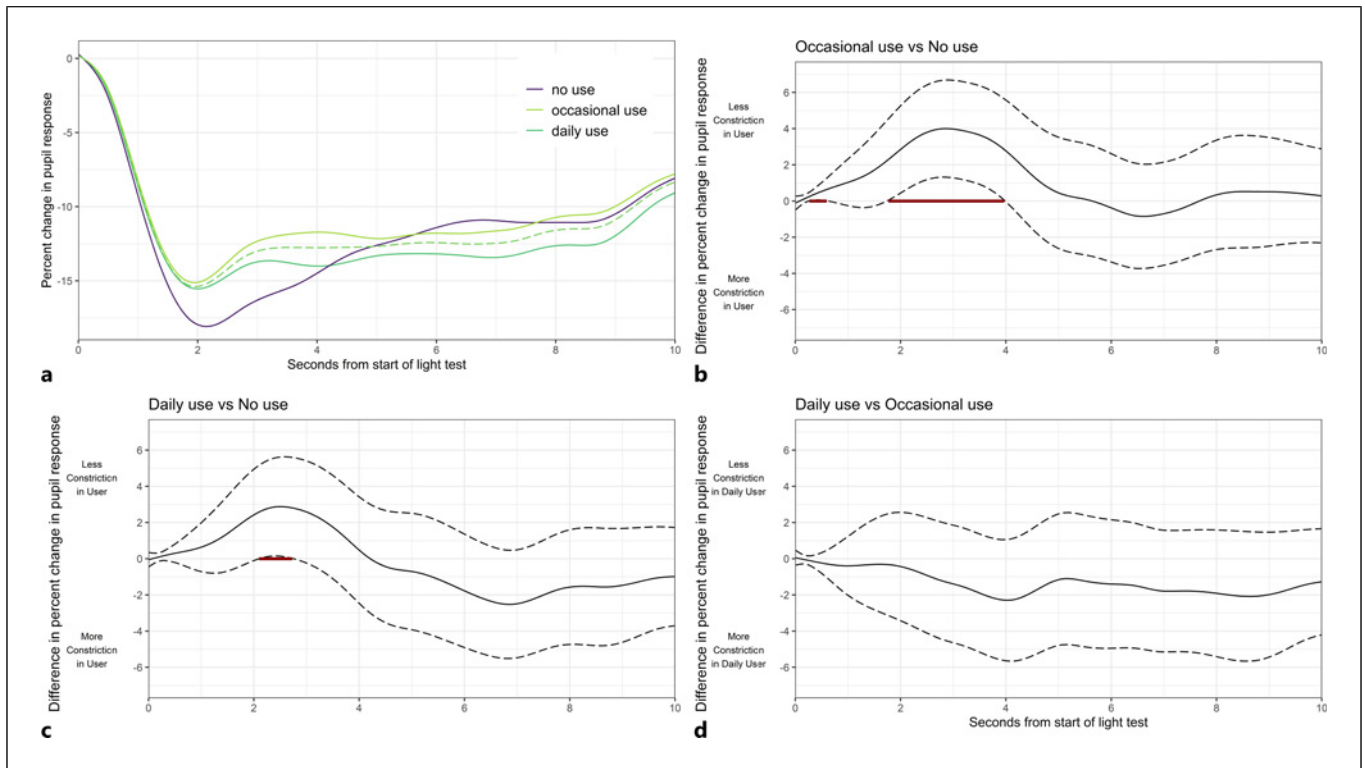 Percent change in pupil response
0
-5
-10
-15
no use
occasional use
daily use
0
2
4
6
8
10
Seconds from start of light test
a
Occasional use vs No use
Difference in percent change in pupil response
Less
Constriction
in User
More
Constriction
in User
6
4
2
0
-2
-4
-6
0
2
4
6
8
10
b
Daily use vs No use
Difference in percent change in pupil response
Less
Constriction
in User
More
Constriction
in User
6
4
2
0
-2
-4
-6
0
2
4
6
8
10
c
Daily use vs Occasional use
Difference in percent change in pupil response
Less
Constriction
in Daily User
More
Constriction
in Daily User
6
4
2
0
-2
-4
-6
0
2
4
6
8
10
Seconds from start of light test
d